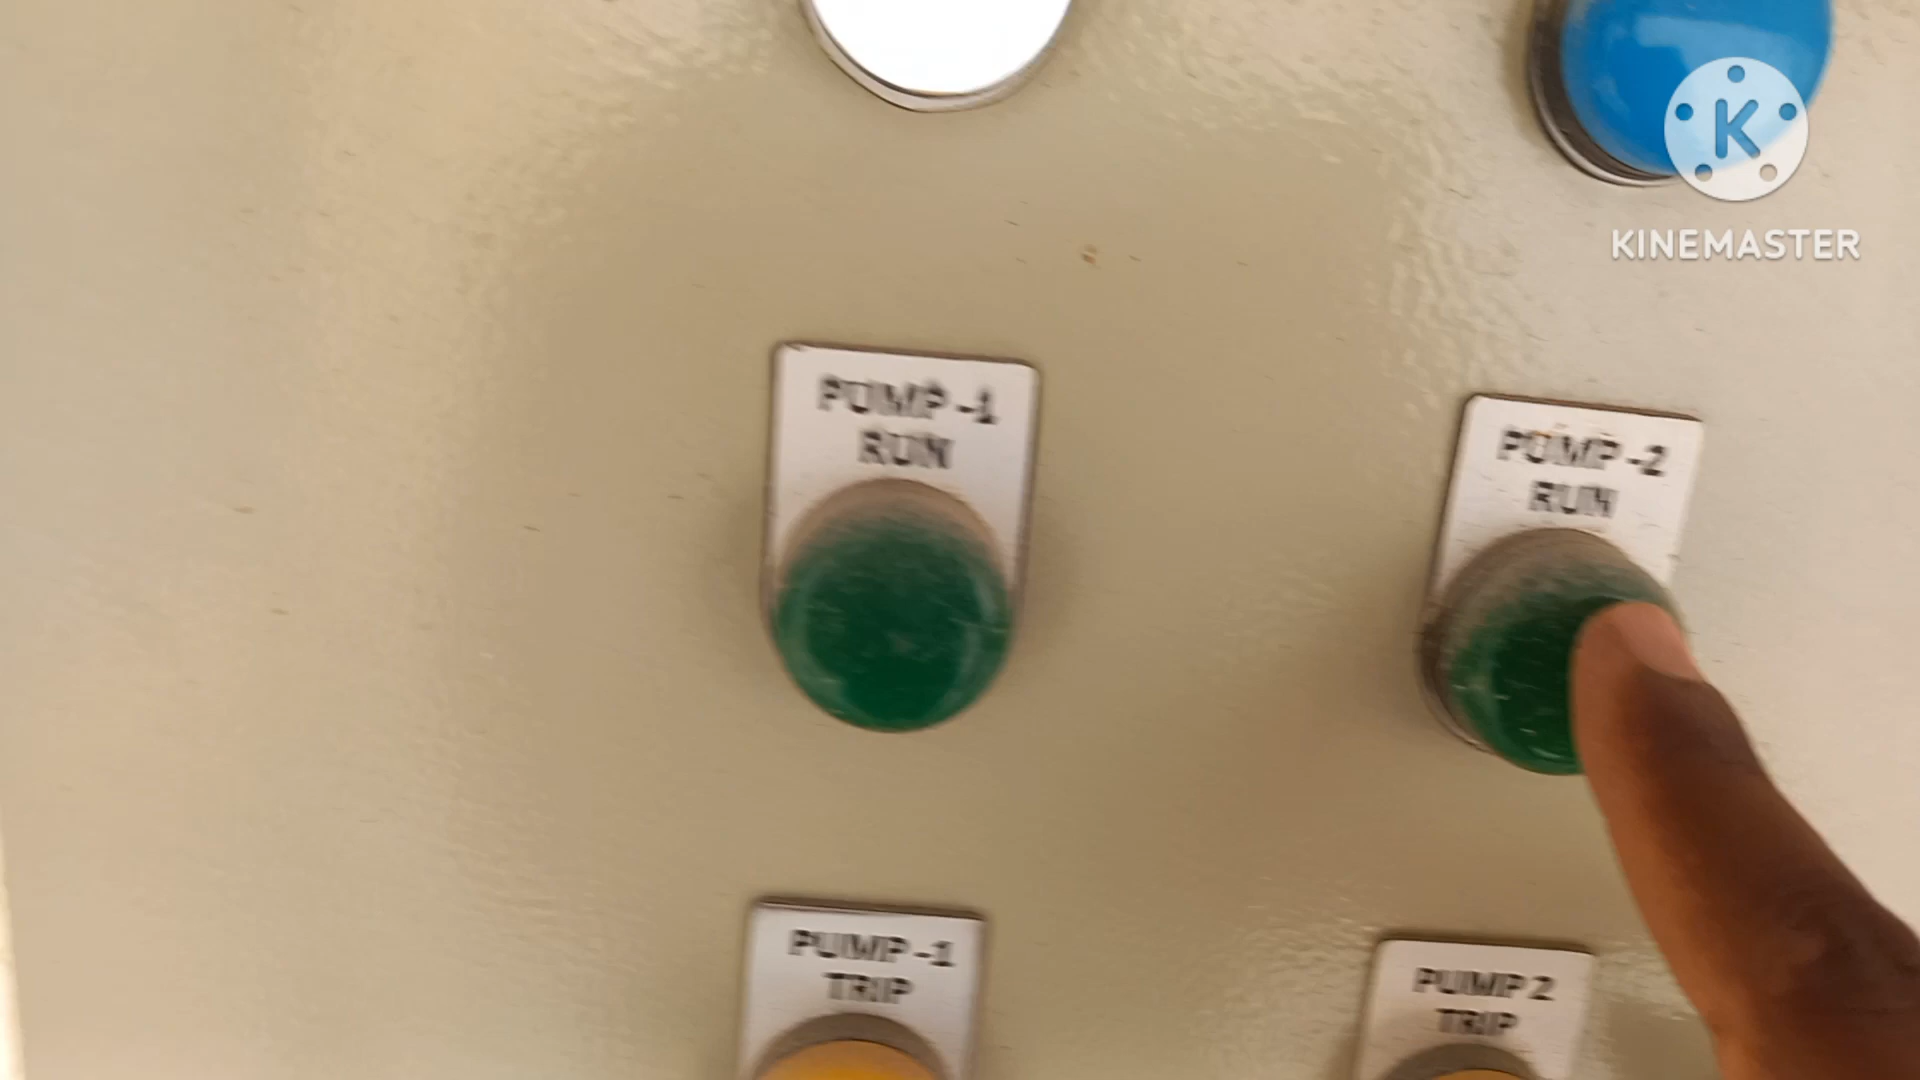 K
KINEMASTER
PUMP-1
RUN
PUMP-2
RUN
PUMP-1
TRIP
PUMP 2
TRIP